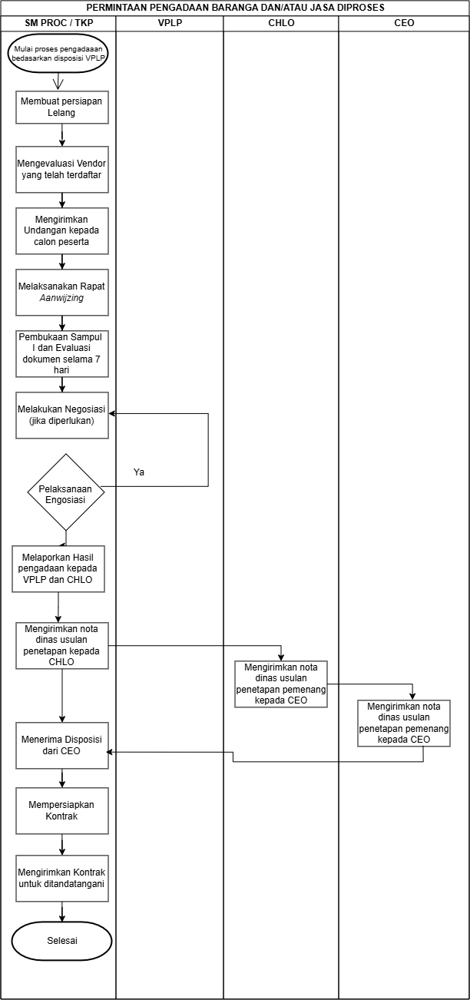 PERMINTAAN PENGADAAN BARANGA DAN/ATAU JASA DIPROSES
SM PROC / TKP
VPLP
CHLO
CEO
Mulai proses pengadaaan
bedasarkan disposisi VPLP
Membuat persiapan
Lelang
Mengevaluasi Vendor
yang telah terdaftar
Mengirimkan
Undangan kepada
calon peserta
Melaksanakan Rapat
Aanwijzing
Pembukaan Sampul
I dan Evaluasi
dokumen selama 7
hari
Melakukan Negosiasi
(jika diperlukan)
Ya
Pelaksanaan
Engosiasi
Melaporkan Hasil
pengadaan kepada
VPLP dan CHLO
Mengirimkan nota
dinas usulan
penetapan kepada
CHLO
Mengirimkan nota
dinas usulan
penetapan pemenang
kepada CEO
Mengirimkan nota
dinas usulan
penetapan pemenang
kepada CEO
Menerima Disposisi
dari CEO
Mempersiapkan
Kontrak
Mengirimkan Kontrak
untuk ditandatangani
Selesai